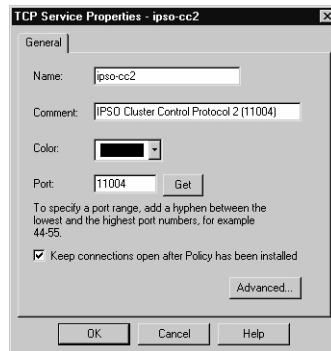 TCP Service Properties - ipso-cc2
General
Name: ipso-cc2
Comment: IPSO Cluster Control Protocol 2 (11004)
Color:
Port: 11004 Get
To specify a port range, add a hyphen between the
lowest and the highest port numbers, for example
44-55.
Keep connections open after Policy has been installed
Advanced...
OK Cancel Help